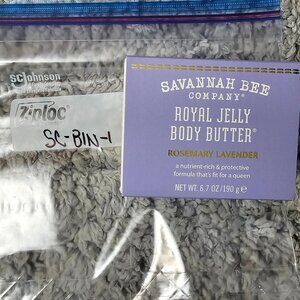 SC Johnson
Ziploc®
SC-BIN-1
SAVANNAH BEE
COMPANY®
ROYAL JELLY
BODY BUTTER®
ROSEMARY LAVENDER
a nutrient-rich & protective
formula that's fit for a queen
NET WT. 6.7 OZ/190 g ℮